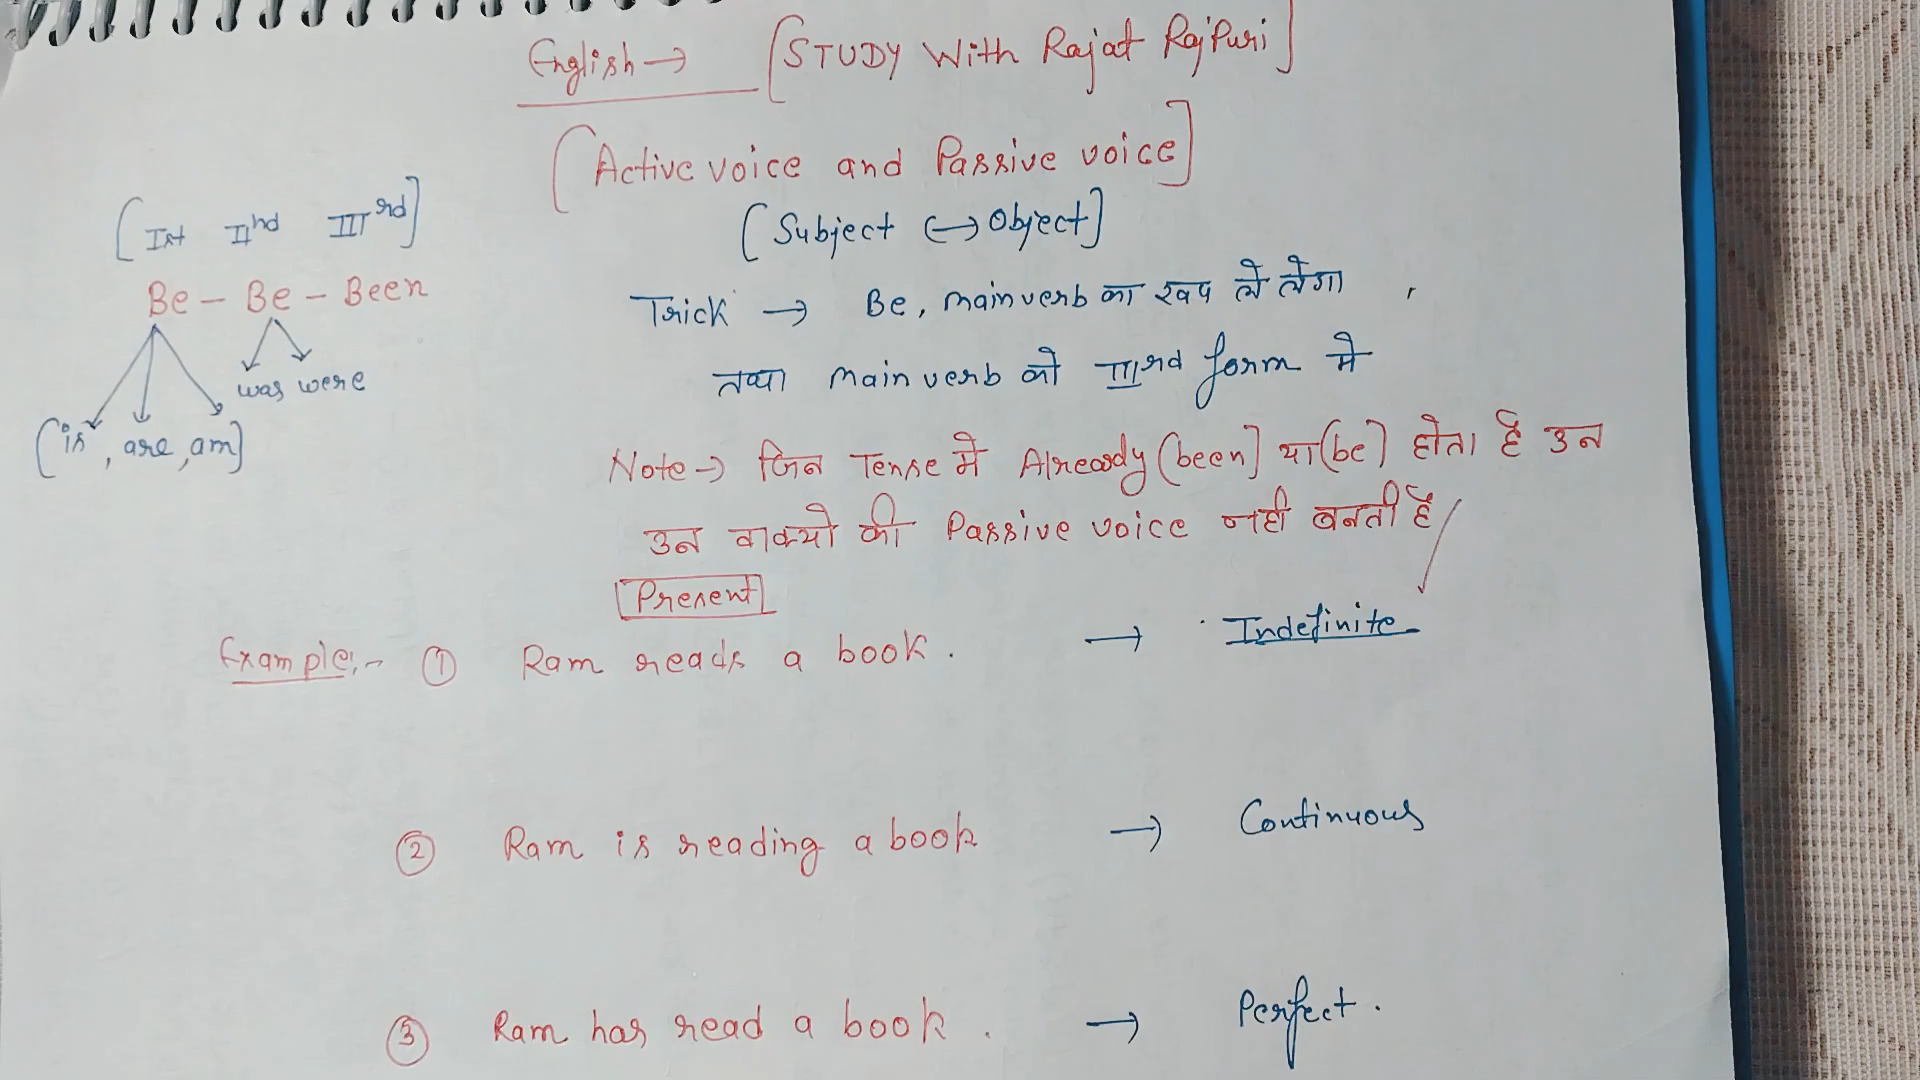 English → [STUDY With Rajat Rajpuri]
[Active voice and Passive voice]
[Ist IInd IIIrd]
[Subject ↔ Object]
Be - Be - Been
Trick → Be, main verb का रूप ले लेगा ,
was were
तथा main verb को IIIrd form मे
[is, are, am]
Note → जिन Tense मे Already (been] या (be] होता है उन
उन वाक्यो की Passive voice नही बनती है
Present
Example:- ① Ram reads a book. → Indefinite
② Ram is reading a book → Continuous
③ Ram has read a book. → Perfect.